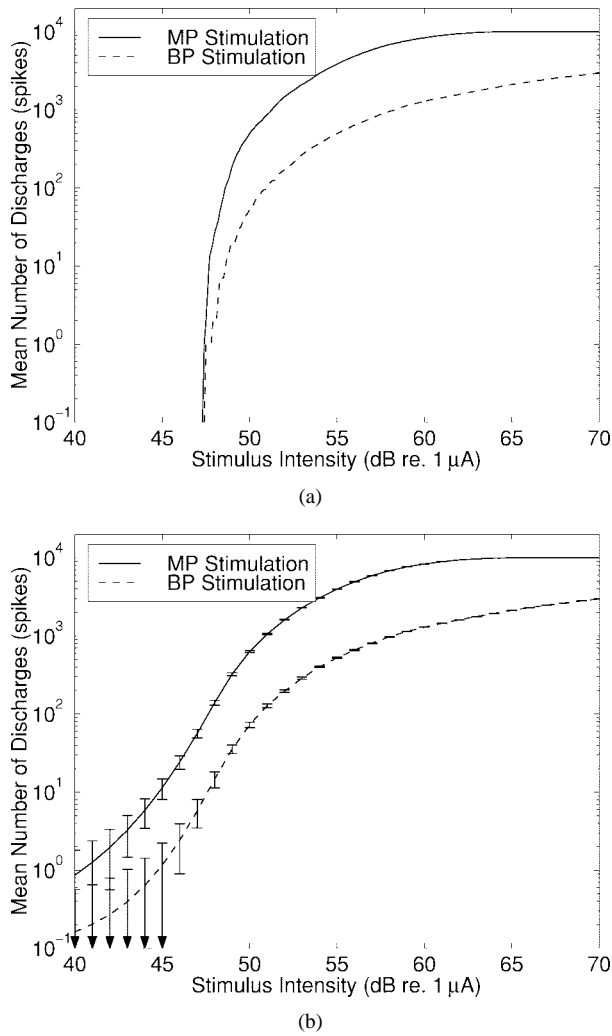 MP Stimulation
BP Stimulation
Mean Number of Discharges (spikes)
10^4
10^3
10^2
10^1
10^0
10^-1
40 45 50 55 60 65 70
Stimulus Intensity (dB re. 1 μA)
(a)
MP Stimulation
BP Stimulation
Mean Number of Discharges (spikes)
10^4
10^3
10^2
10^1
10^0
10^-1
40 45 50 55 60 65 70
Stimulus Intensity (dB re. 1 μA)
(b)